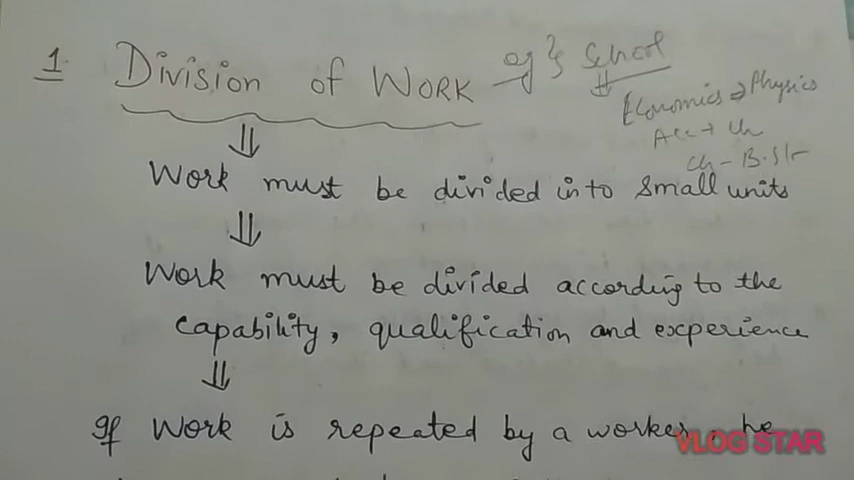 1. Division of Work - eg's School
Economics → Physics
Acc → Ch
Ch - B.St
Work must be divided into small units
Work must be divided according to the
capability, qualification and experience
If Work is repeated by a worker, he
VLOG STAR